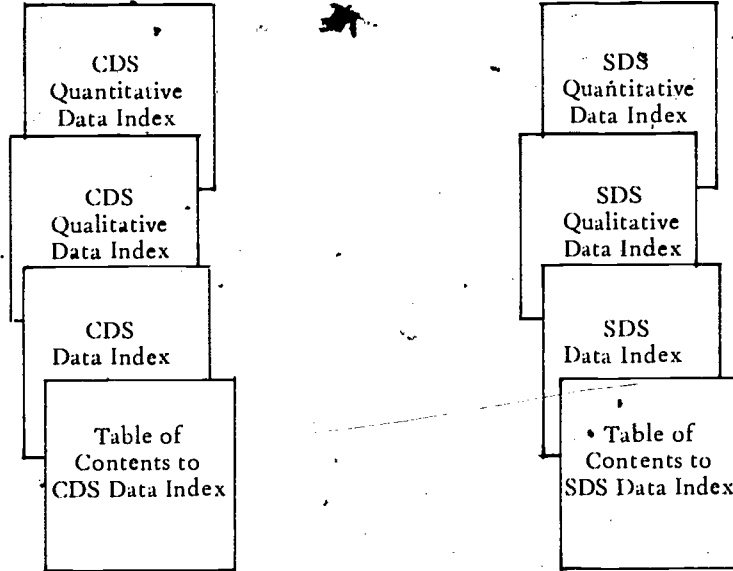 CDS
Quantitative
Data Index
CDS
Qualitative
Data Index
CDS
Data Index
Table of
Contents to
CDS Data Index
SDS
Quantitative
Data Index
SDS
Qualitative
Data Index
SDS
Data Index
Table of
Contents to
SDS Data Index